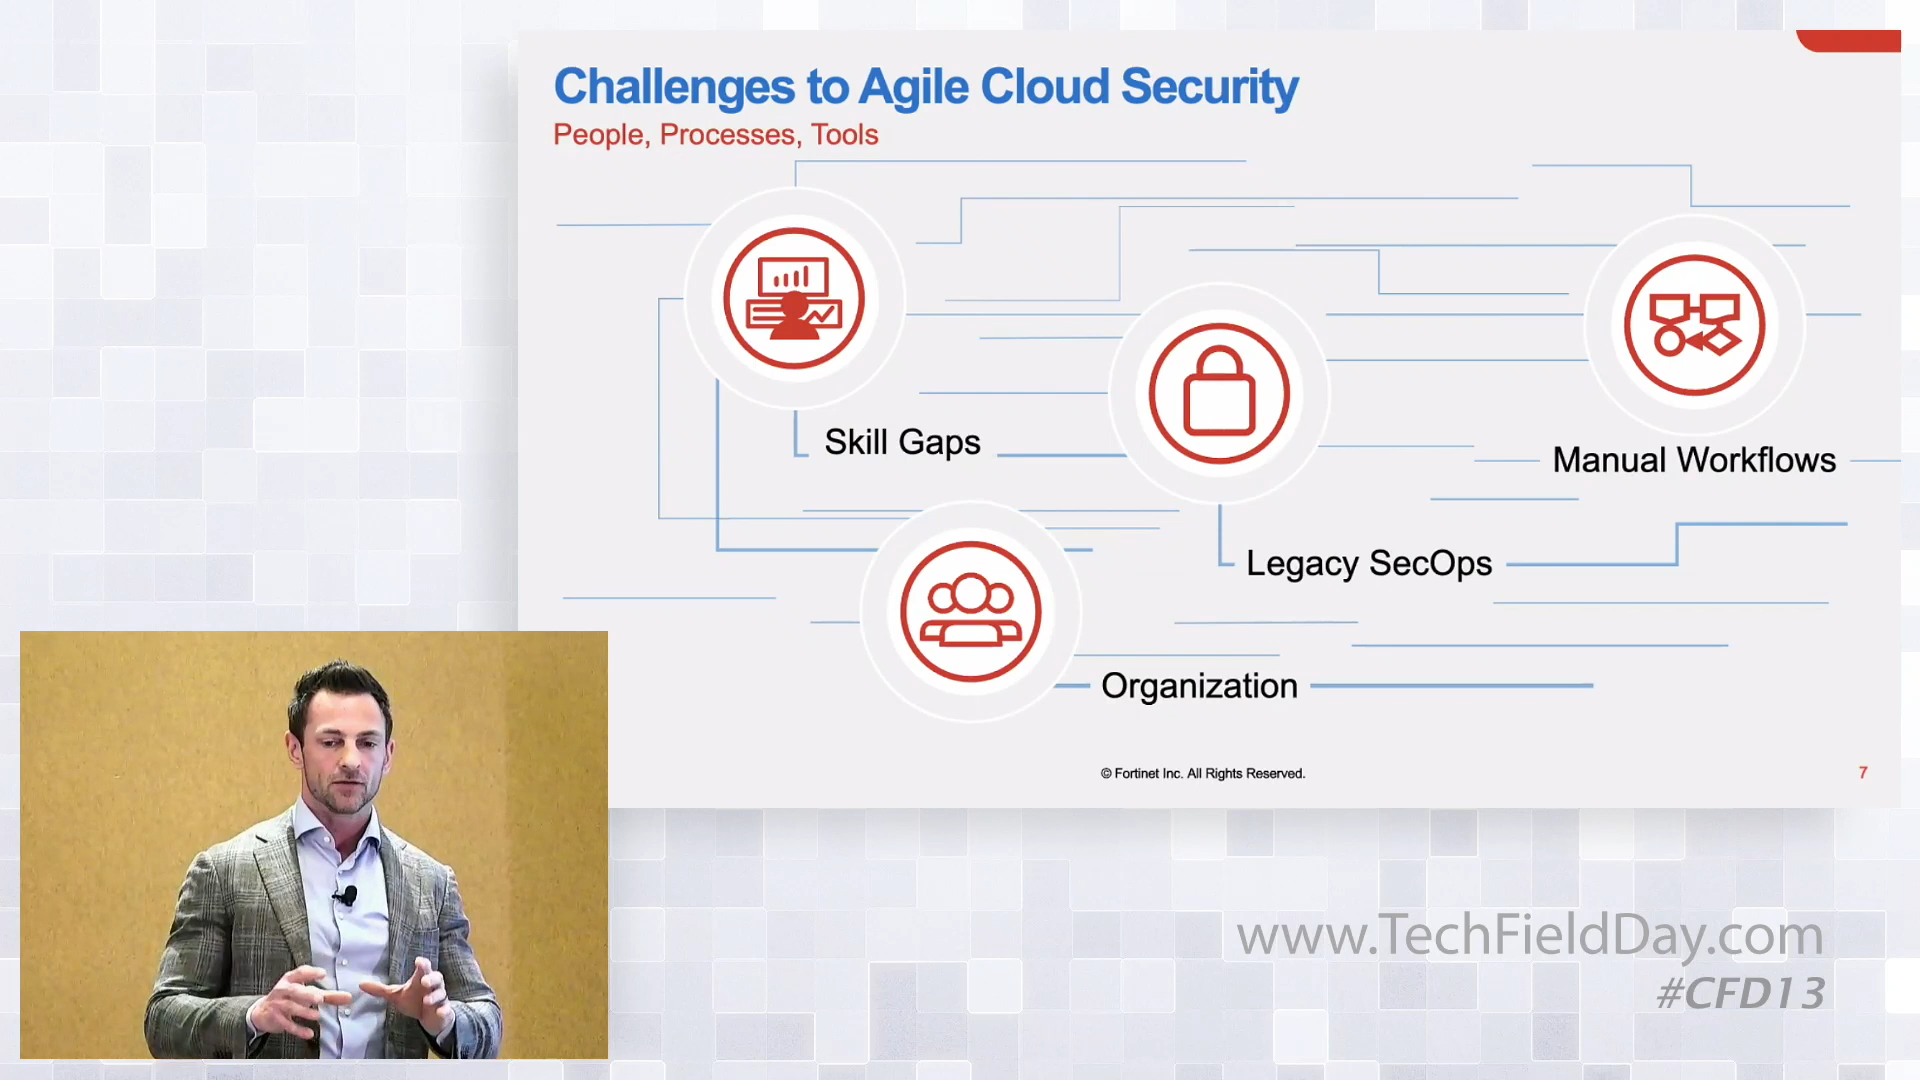 Challenges to Agile Cloud Security
People, Processes, Tools
Skill Gaps
Manual Workflows
Legacy SecOps
Organization
© Fortinet Inc. All Rights Reserved.
7
www.TechFieldDay.com
#CFD13